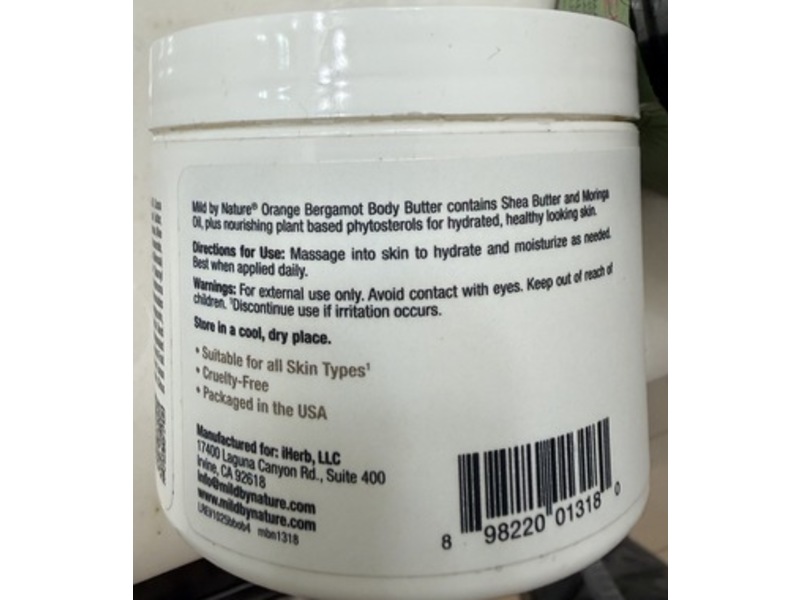 Mild by Nature® Orange Bergamot Body Butter contains Shea Butter and Moringa
Oil, plus nourishing plant based phytosterols for hydrated, healthy looking skin.
Directions for Use: Massage into skin to hydrate and moisturize as needed.
Best when applied daily.
Warnings: For external use only. Avoid contact with eyes. Keep out of reach of
children. ¹Discontinue use if irritation occurs.
Store in a cool, dry place.
• Suitable for all Skin Types¹
• Cruelty-Free
• Packaged in the USA
Manufactured for: iHerb, LLC
17400 Laguna Canyon Rd., Suite 400
Irvine, CA 92618
info@mildbynature.com
www.mildbynature.com
mbn1318
8 98220 01318 0